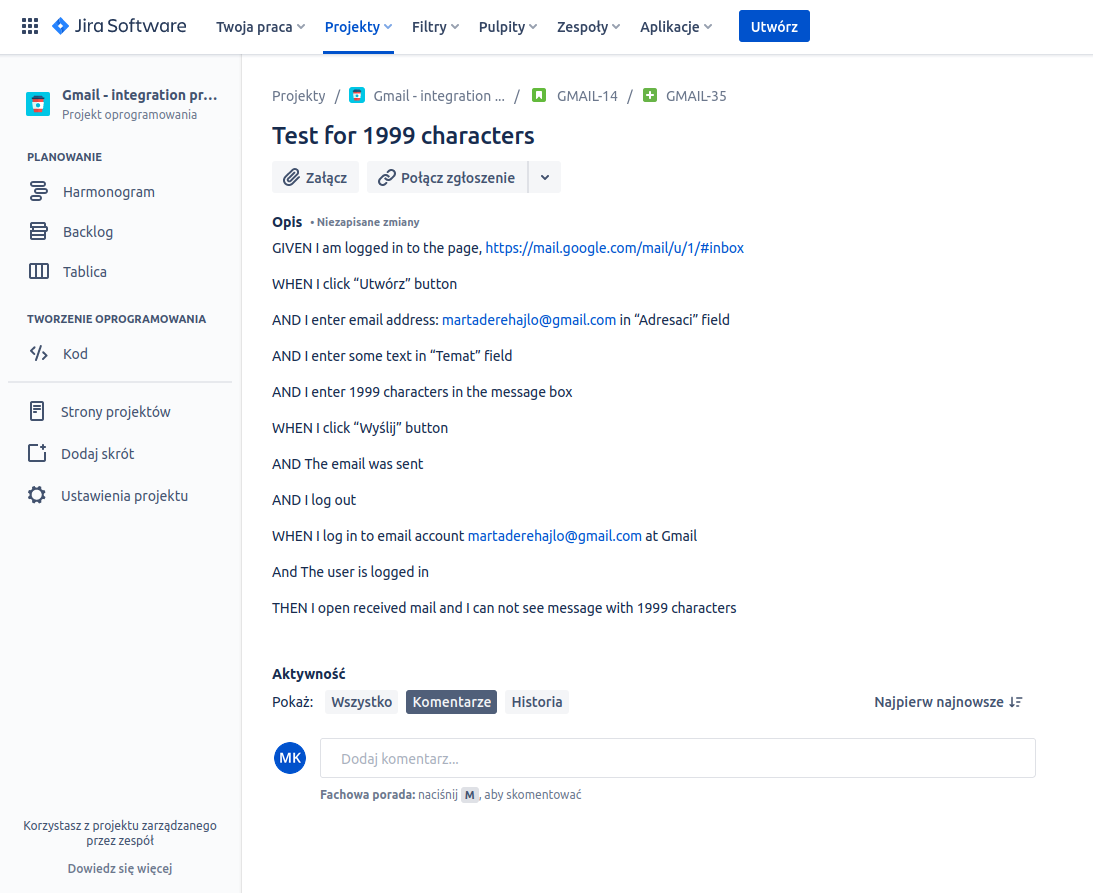 Jira Software Twoja praca Projekty Filtry Pulpity Zespoły Aplikacje Utwórz
Gmail - integration pr...
Projekt oprogramowania
PLANOWANIE
Harmonogram
Backlog
Tablica
TWORZENIE OPROGRAMOWANIA
Kod
Strony projektów
Dodaj skrót
Ustawienia projektu
Korzystasz z projektu zarządzanego
przez zespół
Dowiedz się więcej
Projekty / Gmail - integration ... / GMAIL-14 / GMAIL-35
Test for 1999 characters
Załącz Połącz zgłoszenie
Opis • Niezapisane zmiany
GIVEN I am logged in to the page, https://mail.google.com/mail/u/1/#inbox
WHEN I click “Utwórz” button
AND I enter email address: martaderehajlo@gmail.com in “Adresaci” field
AND I enter some text in “Temat” field
AND I enter 1999 characters in the message box
WHEN I click “Wyślij” button
AND The email was sent
AND I log out
WHEN I log in to email account martaderehajlo@gmail.com at Gmail
And The user is logged in
THEN I open received mail and I can not see message with 1999 characters
Aktywność
Pokaż: Wszystko Komentarze Historia Najpierw najnowsze
MK Dodaj komentarz...
Fachowa porada: naciśnij M, aby skomentować